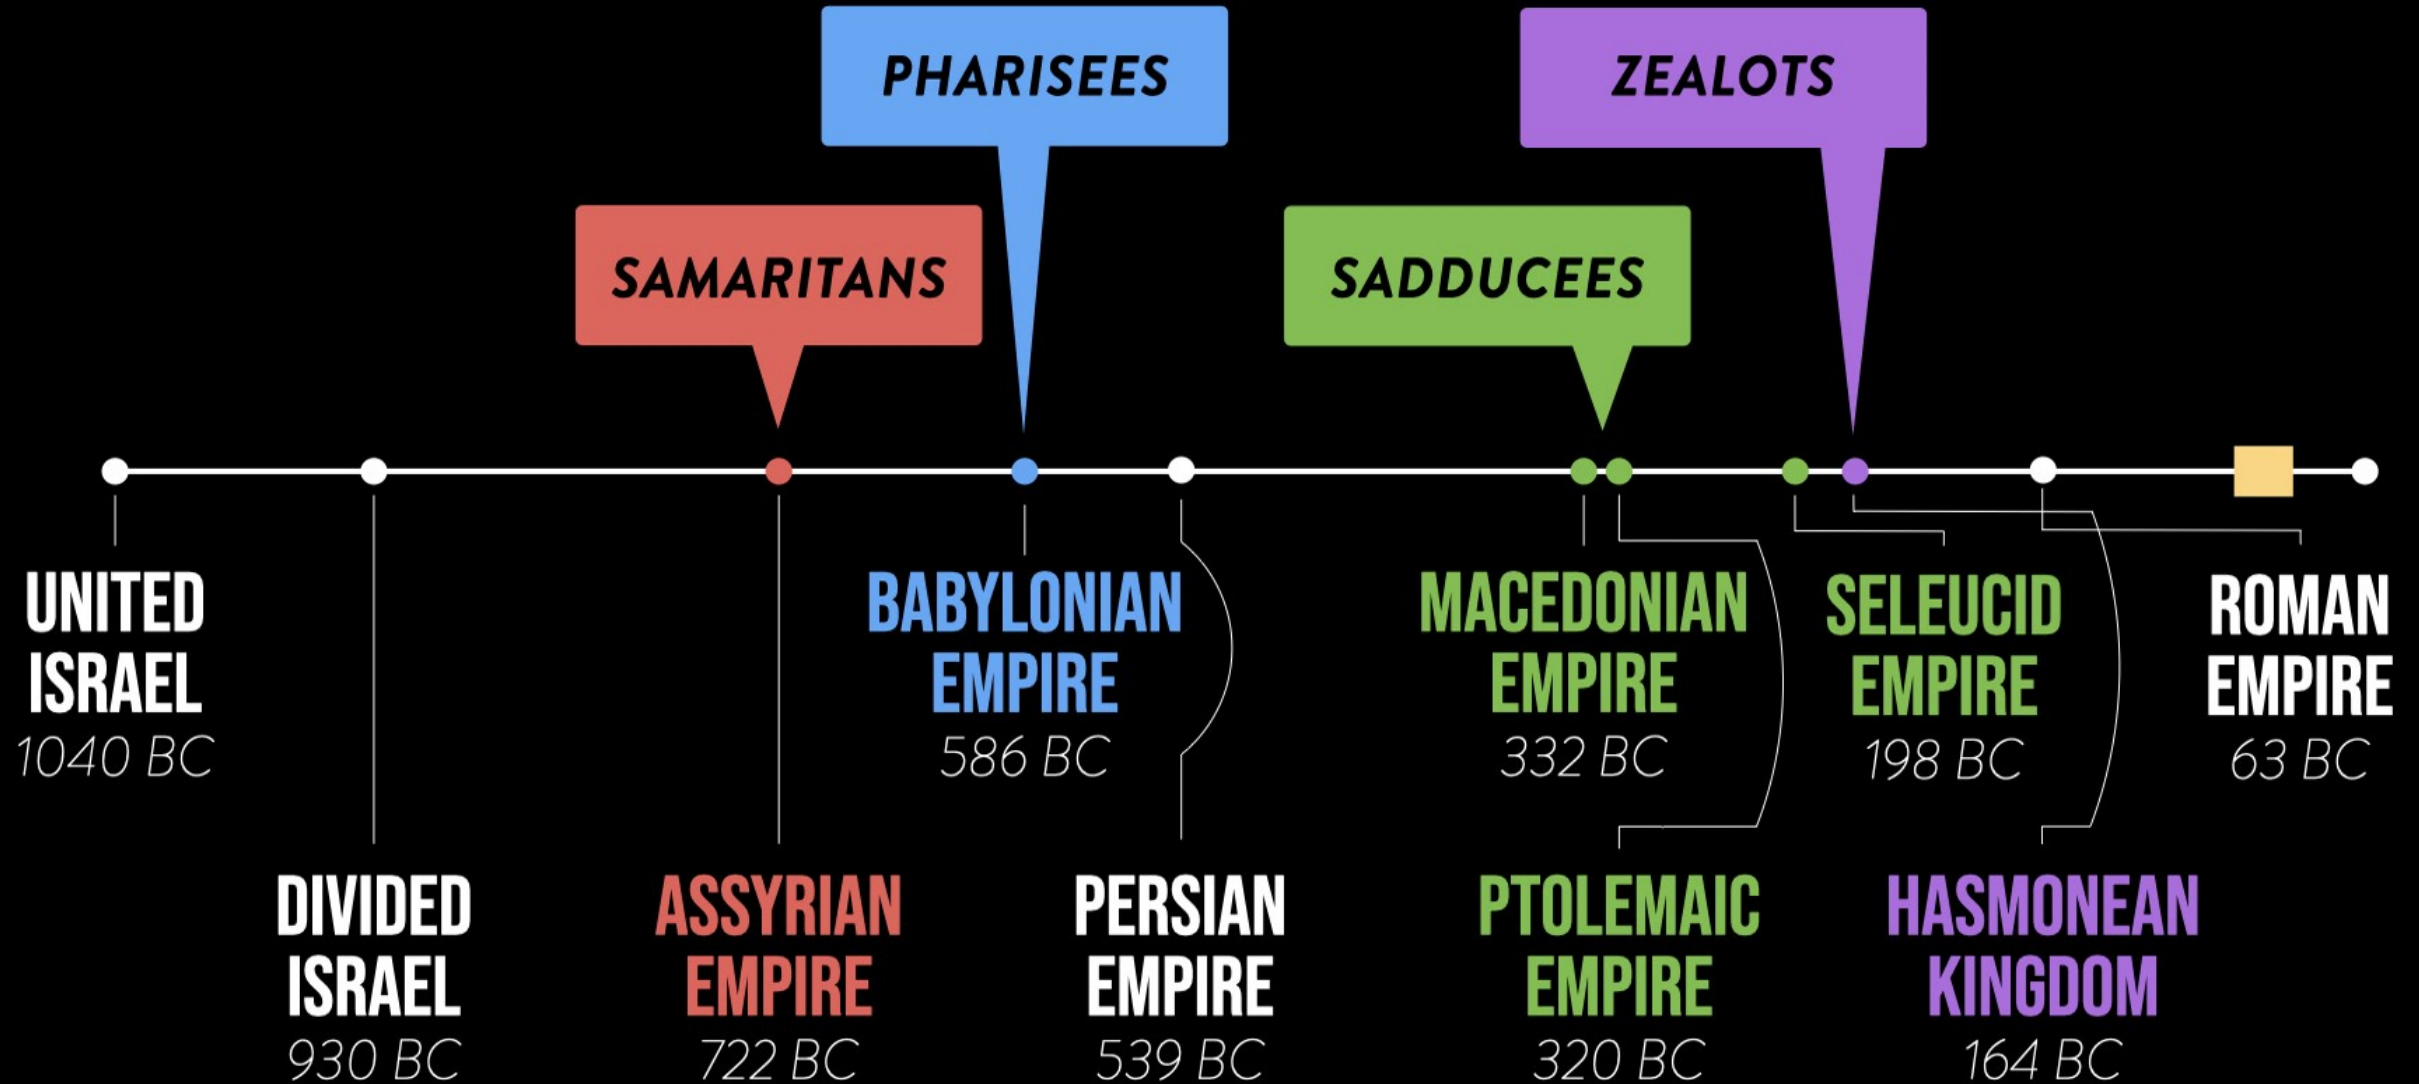 PHARISEES
ZEALOTS
SAMARITANS
SADDUCEES
UNITED
ISRAEL
1040 BC
DIVIDED
ISRAEL
930 BC
ASSYRIAN
EMPIRE
722 BC
BABYLONIAN
EMPIRE
586 BC
PERSIAN
EMPIRE
539 BC
MACEDONIAN
EMPIRE
332 BC
PTOLEMAIC
EMPIRE
320 BC
SELEUCID
EMPIRE
198 BC
HASMONEAN
KINGDOM
164 BC
ROMAN
EMPIRE
63 BC